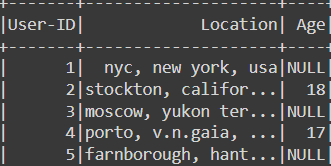 |User-ID|            Location| Age|
|      1|  nyc, new york, usa|NULL|
|      2|stockton, califor...|  18|
|      3|moscow, yukon ter...|NULL|
|      4|porto, v.n.gaia, ...|  17|
|      5|farnborough, hant...|NULL|